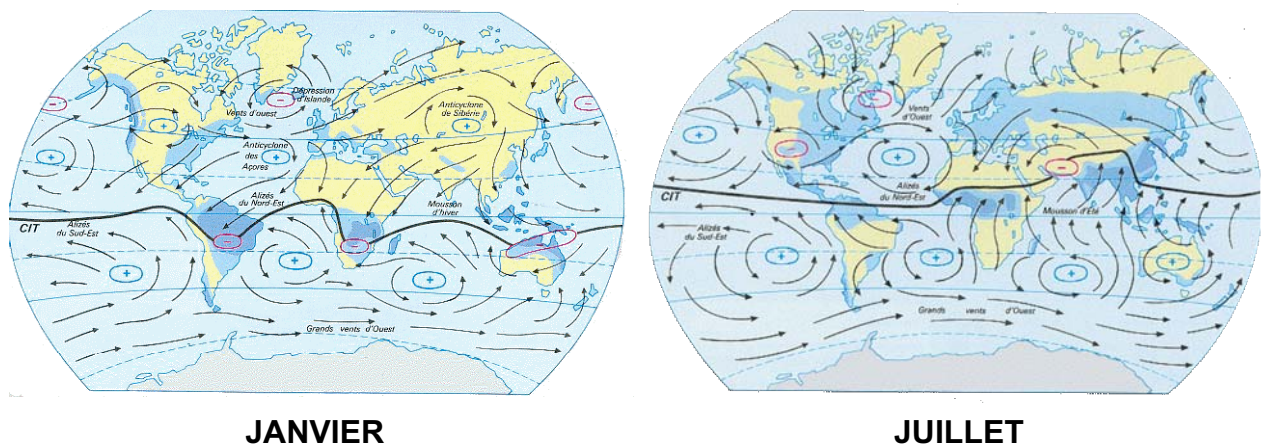 Dépression
d'Islande
Vents d'ouest
Anticyclone
de Sibérie
+
+
-
-
-
+
Anticyclone
des
Açores
+
Alizés
du Nord-Est
Mousson
d'hiver
CIT
Alizés
du Sud-Est
-
-
-
+
+
+
Grands vents d'Ouest
JANVIER
-
Vents
d'Ouest
+
-
+
-
Alizés
du Nord-Est
CIT
Mousson d'Été
Alizés
du Sud-Est
+
+
+
+
Grands vents d'Ouest
JUILLET